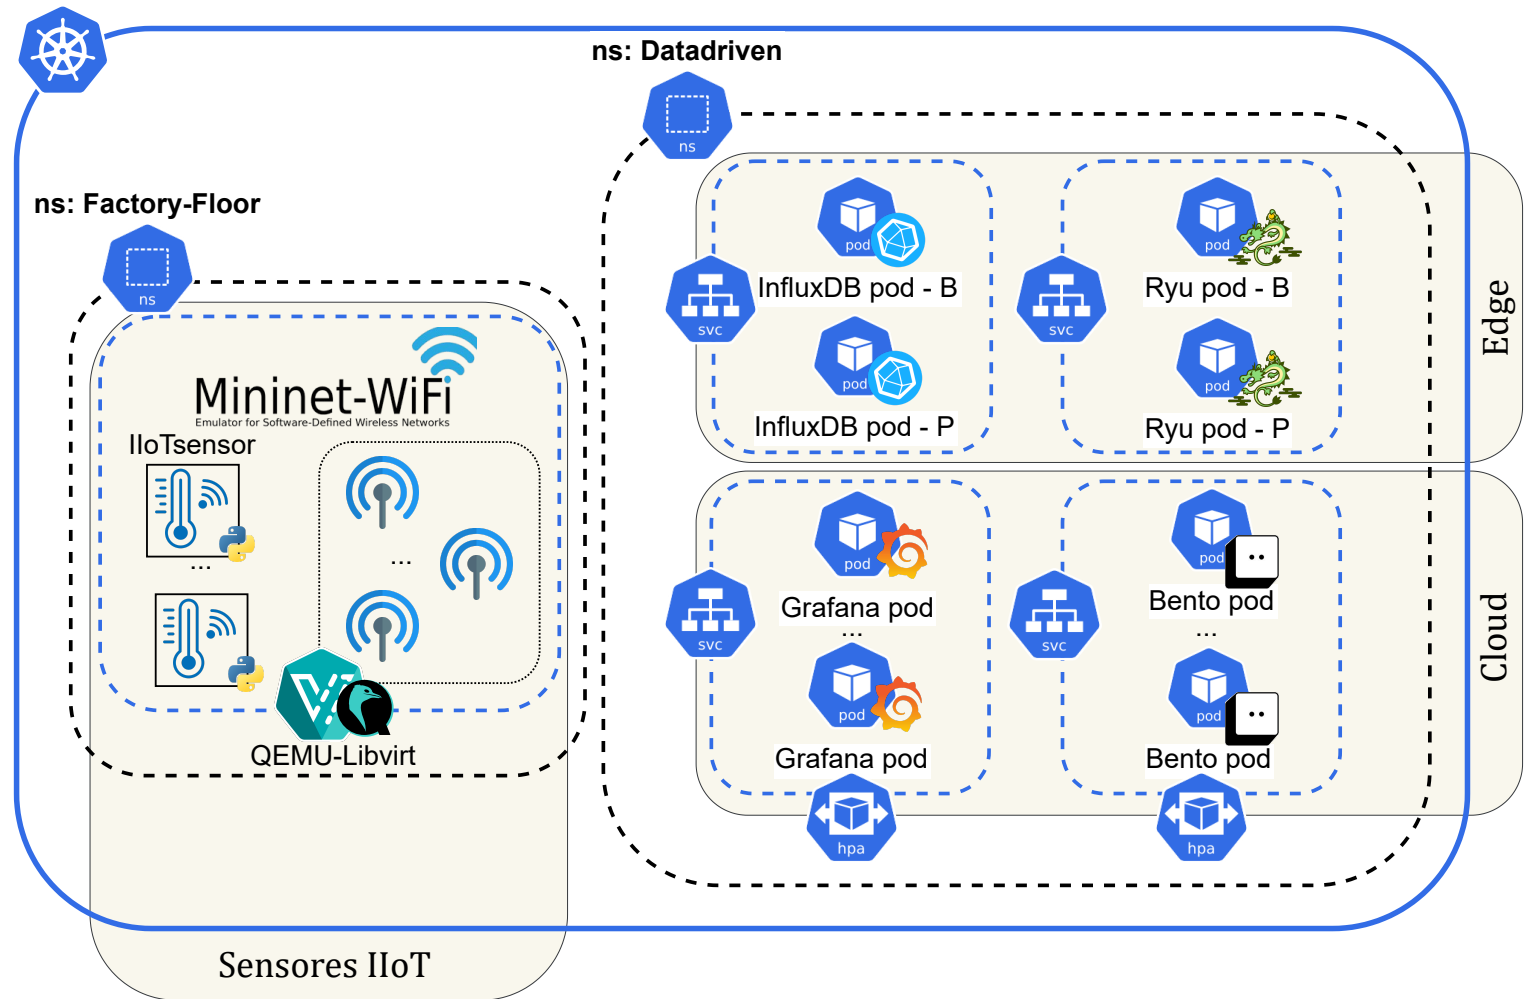 ns: Datadriven
ns
ns: Factory-Floor
ns
Mininet-WiFi
Emulator for Software-Defined Wireless Networks
IIoTsensor
...
...
QEMU-Libvirt
Sensores IIoT
svc
pod
InfluxDB pod - B
pod
InfluxDB pod - P
svc
pod
Ryu pod - B
pod
Ryu pod - P
Edge
svc
pod
Grafana pod
...
pod
Grafana pod
hpa
svc
pod
Bento pod
...
pod
Bento pod
hpa
Cloud